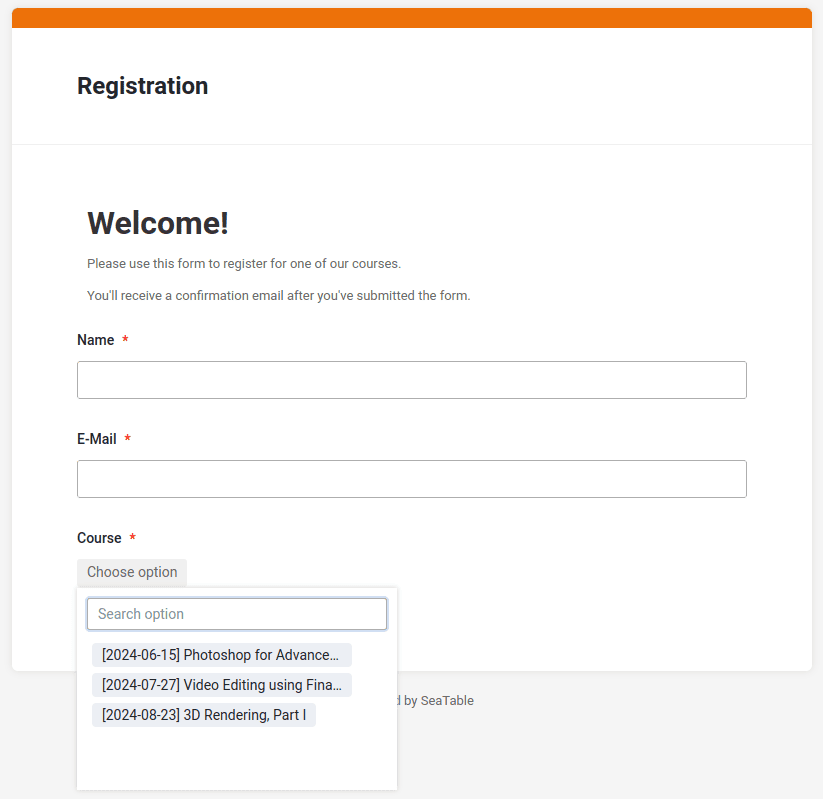 Registration
Welcome!
Please use this form to register for one of our courses.
You'll receive a confirmation email after you've submitted the form.
Name *
E-Mail *
Course *
Choose option
Search option
[2024-06-15] Photoshop for Advance...
[2024-07-27] Video Editing using Fina...
[2024-08-23] 3D Rendering, Part I
by SeaTable